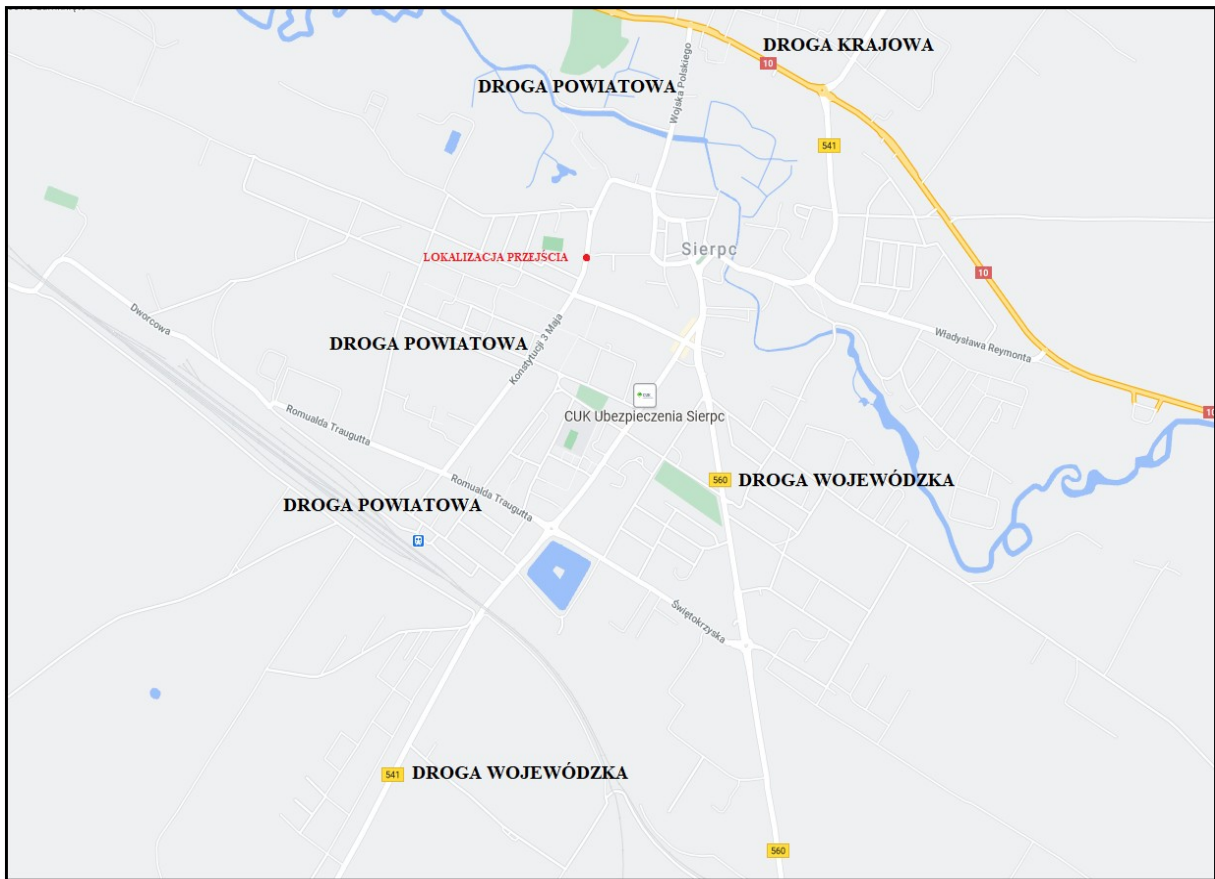 DROGA KRAJOWA
10
DROGA POWIATOWA
Wojska Polskiego
541
Sierpc
LOKALIZACJA PRZEJŚCIA
10
Dworcowa
DROGA POWIATOWA
Konstytucji 3 Maja
Władysława Reymonta
CUK Ubezpieczenia Sierpc
10
Romualda Traugutta
Romualda Traugutta
560 DROGA WOJEWÓDZKA
DROGA POWIATOWA
Świętokrzyska
541 DROGA WOJEWÓDZKA
560